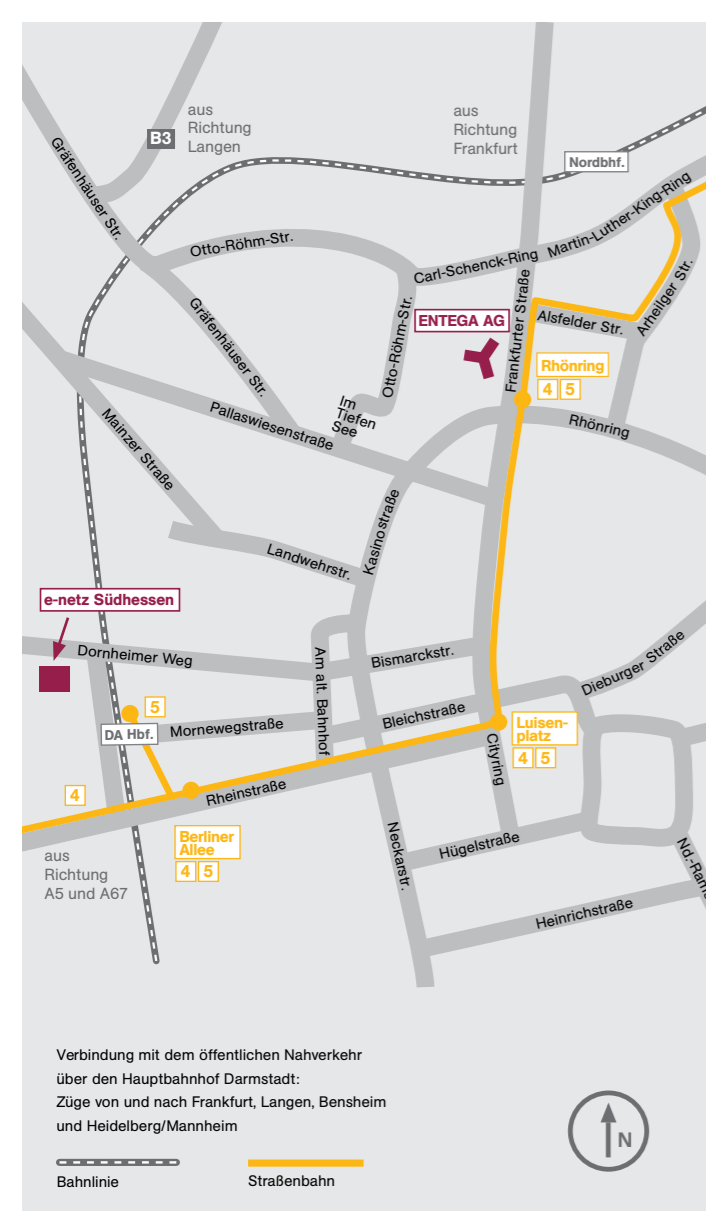 aus
Richtung
Langen
B3
aus
Richtung
Frankfurt
Nordbhf.
Gräfenhäuser Str.
Otto-Röhm-Str.
Carl-Schenck-Ring
Martin-Luther-King-Ring
Gräfenhäuser Str.
Otto-Röhm-Str.
ENTEGA AG
Frankfurter Straße
Alsfelder Str.
Arheilger Str.
Rhönring
4 5
Im
Tiefen
See
Pallaswiesenstraße
Mainzer Straße
Rhönring
Kasinostraße
Landwehrstr.
e-netz Südhessen
Dornheimer Weg
Am alt. Bahnhof
Bismarckstr.
Dieburger Straße
5
DA Hbf.
Mornewegstraße
Bleichstraße
Luisen-
platz
4 5
Cityring
4
Rheinstraße
Berliner
Allee
4 5
Neckarstr.
Hügelstraße
Nd.-Ram
Heinrichstraße
aus
Richtung
A5 und A67
Verbindung mit dem öffentlichen Nahverkehr
über den Hauptbahnhof Darmstadt:
Züge von und nach Frankfurt, Langen, Bensheim
und Heidelberg/Mannheim
N
Bahnlinie
Straßenbahn